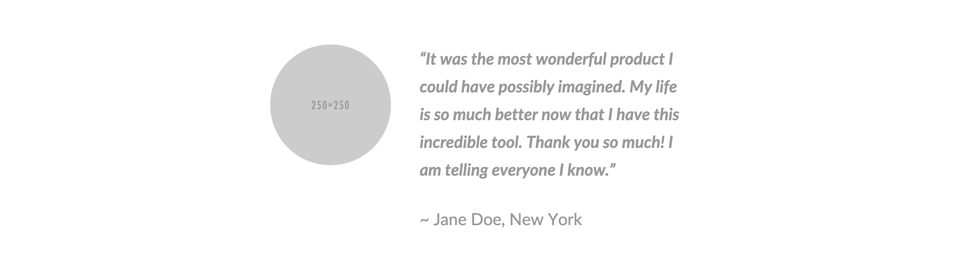 250×250
“It was the most wonderful product I
could have possibly imagined. My life
is so much better now that I have this
incredible tool. Thank you so much! I
am telling everyone I know.”
~ Jane Doe, New York